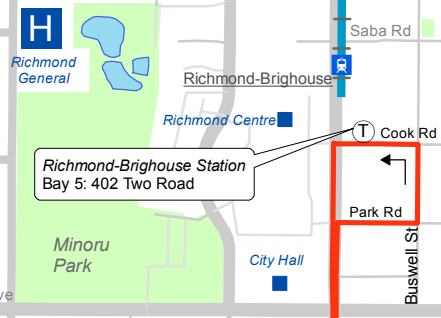 H
Richmond
General
Saba Rd
Richmond-Brighouse
Richmond Centre
T
Cook Rd
Richmond-Brighouse Station
Bay 5: 402 Two Road
Park Rd
Buswell St
Minoru
Park
City Hall
ve